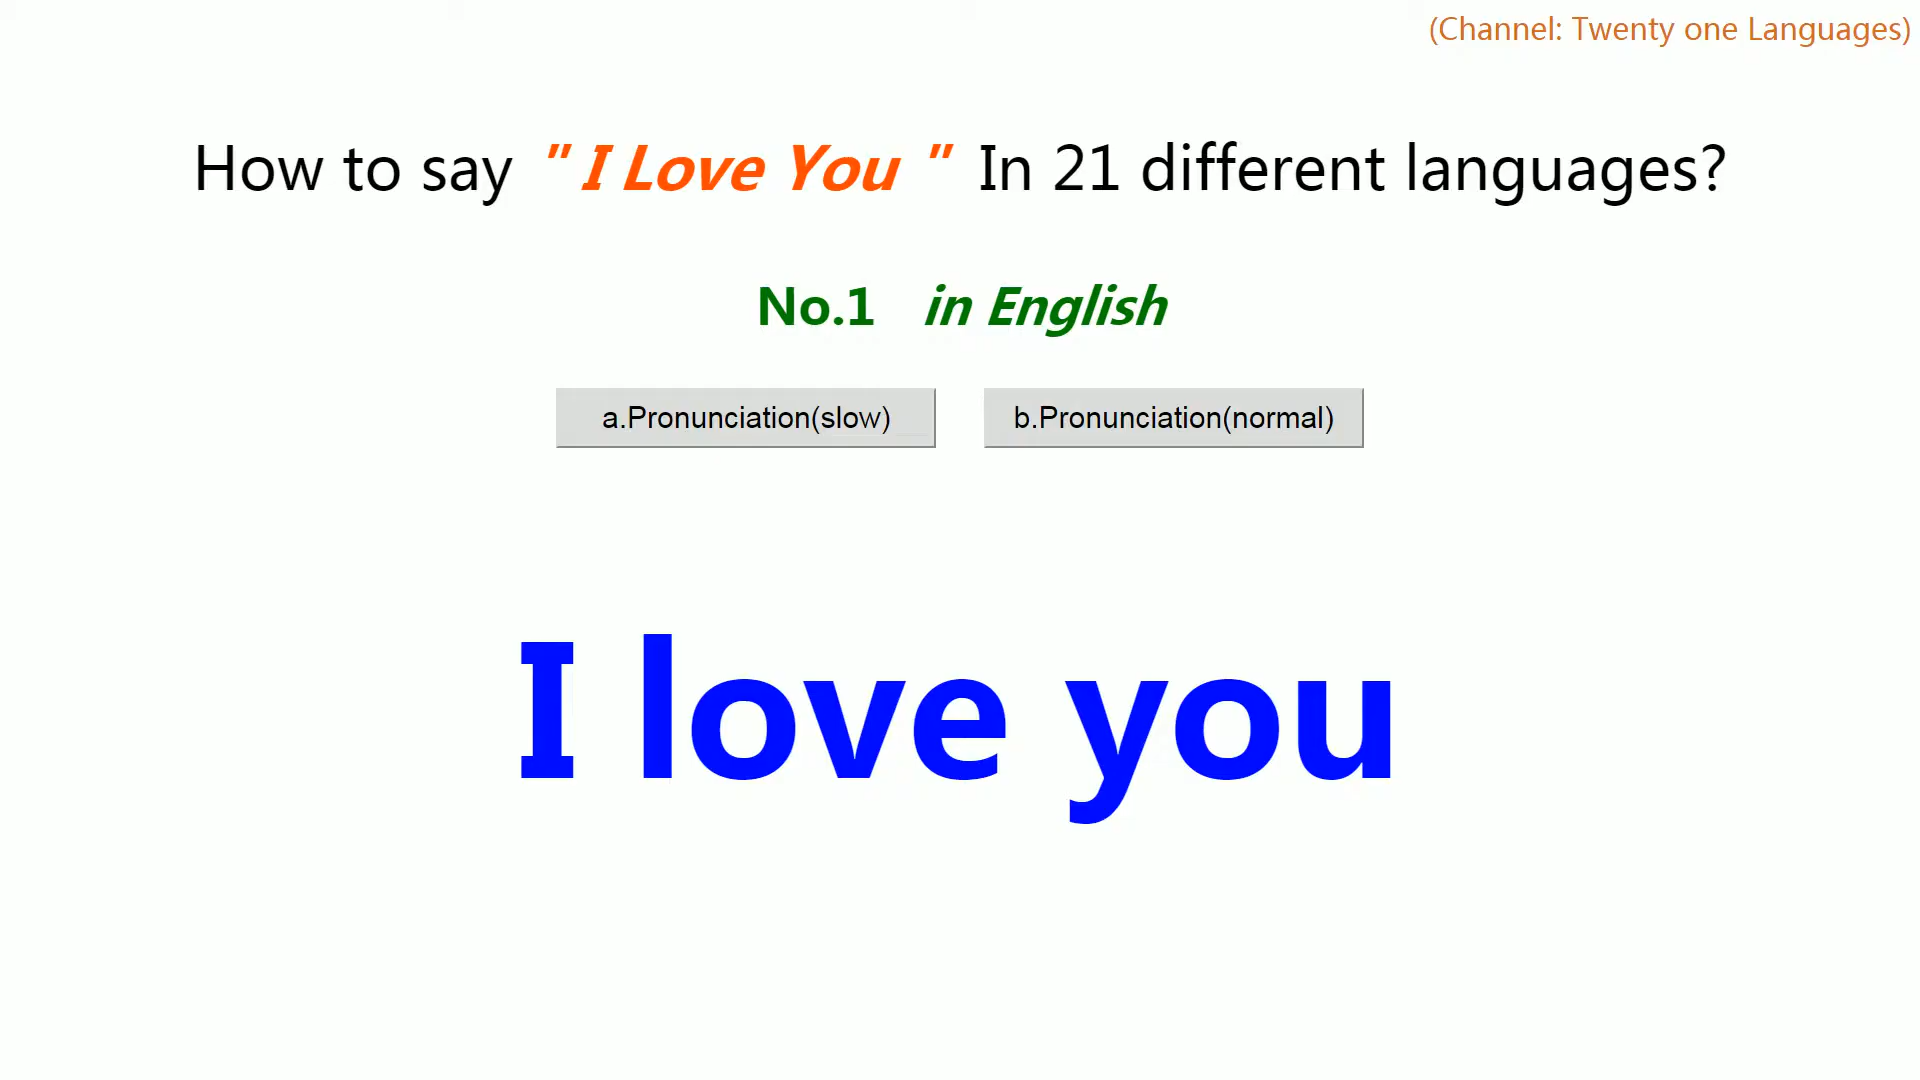 (Channel: Twenty one Languages)
How to say " I Love You " In 21 different languages?
No.1 in English
a.Pronunciation(slow) b.Pronunciation(normal)
I love you